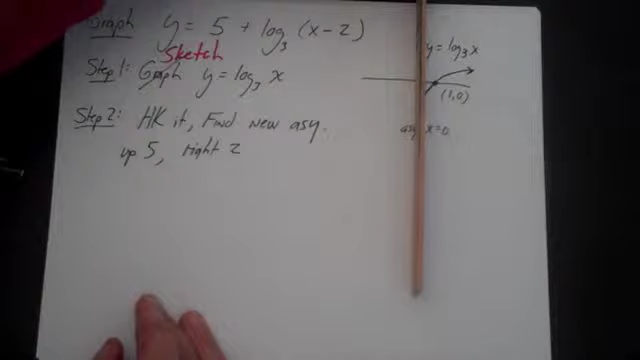 Graph y = 5 + log₃ (x-2)
Sketch
Step 1: Graph y = log₃ x
Step 2: HK it, Find new asy.
up 5, right 2
y = log₃ x
(1,0)
asy x=0